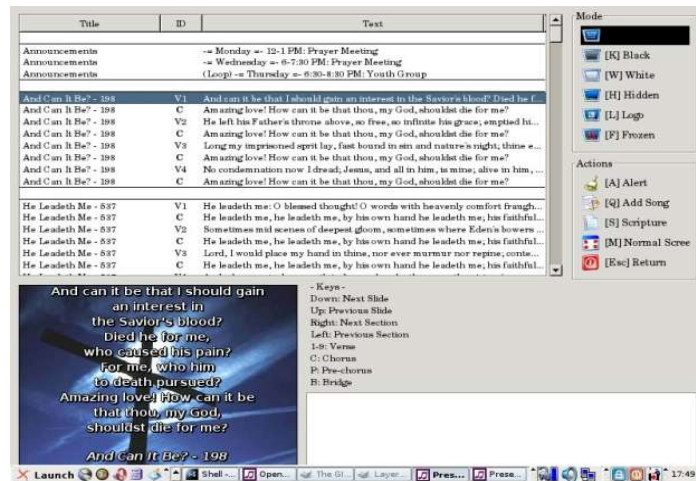 Title ID Text
Announcements -= Monday =- 12-1 PM: Prayer Meeting
Announcements -= Wednesday =- 6-7:30 PM: Prayer Meeting
Announcements (Loop) -= Thursday =- 6:30-8:30 PM: Youth Group
And Can It Be? - 198 V1 And can it be that I should gain an interest in the Savior's blood? Died he f...
And Can It Be? - 198 C Amazing love! How can it be that thou, my God, shouldst die for me?
And Can It Be? - 198 V2 He left his Father's throne above, so free, so infinite his grace; emptied hi...
And Can It Be? - 198 C Amazing love! How can it be that thou, my God, shouldst die for me?
And Can It Be? - 198 V3 Long my imprisoned sprit lay, fast bound in sin and nature's night; thine e...
And Can It Be? - 198 C Amazing love! How can it be that thou, my God, shouldst die for me?
And Can It Be? - 198 V4 No condemnation now I dread; Jesus, and all in him, is mine; alive in him, ...
And Can It Be? - 198 C Amazing love! How can it be that thou, my God, shouldst die for me?
He Leadeth Me - 537 V1 He leadeth me: O blessed thought! O words with heavenly comfort fraugh...
He Leadeth Me - 537 C He leadeth me, he leadeth me, by his own hand he leadeth me; his faithful...
He Leadeth Me - 537 V2 Sometimes mid scenes of deepest gloom, sometimes where Eden's bowers ...
He Leadeth Me - 537 C He leadeth me, he leadeth me, by his own hand he leadeth me; his faithful...
He Leadeth Me - 537 V3 Lord, I would place my hand in thine, nor ever murmur nor repine; conte...
He Leadeth Me - 537 C He leadeth me, he leadeth me, by his own hand he leadeth me; his faithful...
Mode
[K] Black
[W] White
[H] Hidden
[L] Logo
[F] Frozen
Actions
[A] Alert
[Q] Add Song
[S] Scripture
[M] Normal Scree
[Esc] Return
And can it be that I should gain
an interest in
the Savior's blood?
Died he for me,
who caused his pain?
For me, who him
to death pursued?
Amazing love! How can it be
that thou, my God,
shouldst die for me?
And Can It Be? - 198
- Keys -
Down: Next Slide
Up: Previous Slide
Right: Next Section
Left: Previous Section
1-9: Verse
C: Chorus
P: Pre-chorus
B: Bridge
Launch Shell -... Open... The GI... Layer... Pres... Prese... 17:49